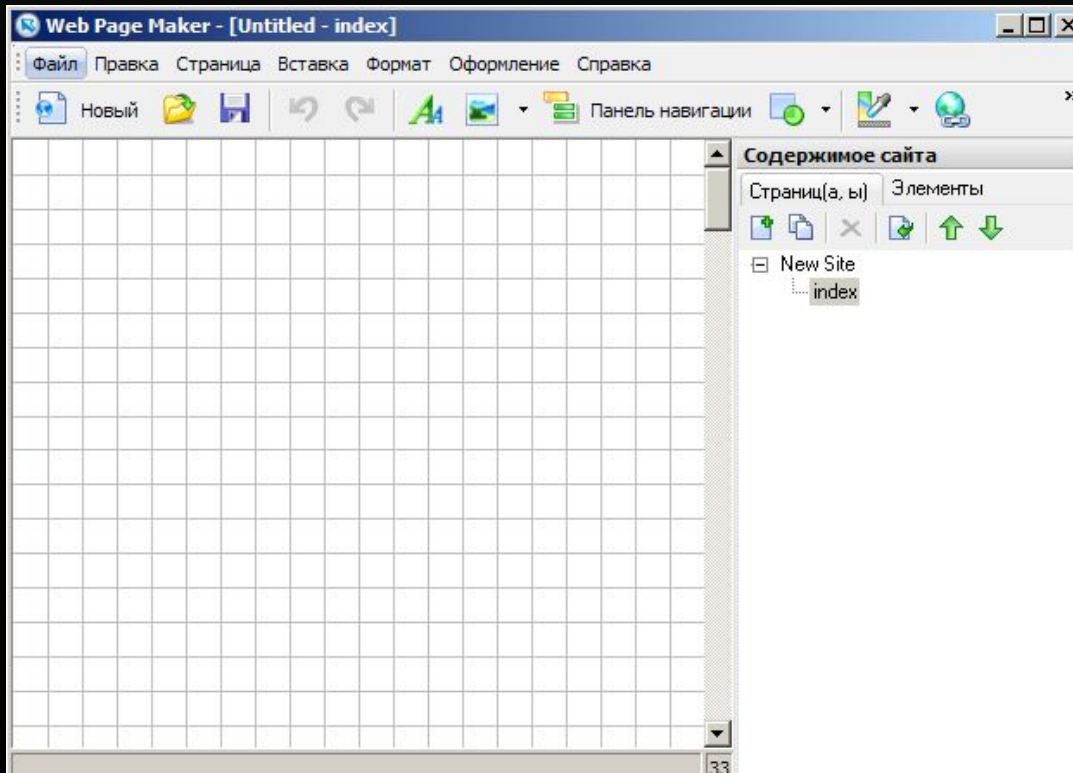 Web Page Maker - [Untitled - index]
Файл Правка Страница Вставка Формат Оформление Справка
Новый Панель навигации
Содержимое сайта
Страниц(а, ы) Элементы
New Site
index
33